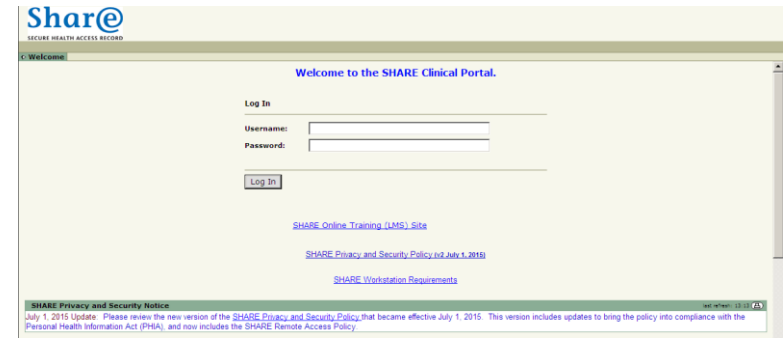 Share
SECURE HEALTH ACCESS RECORD
Welcome
Welcome to the SHARE Clinical Portal.
Log In
Username:
Password:
Log In
SHARE Online Training (LMS) Site
SHARE Privacy and Security Policy (v2 July 1, 2015)
SHARE Workstation Requirements
SHARE Privacy and Security Notice last refresh: 13:13
July 1, 2015 Update: Please review the new version of the SHARE Privacy and Security Policy that became effective July 1, 2015. This version includes updates to bring the policy into compliance with the
Personal Health Information Act (PHIA), and now includes the SHARE Remote Access Policy.